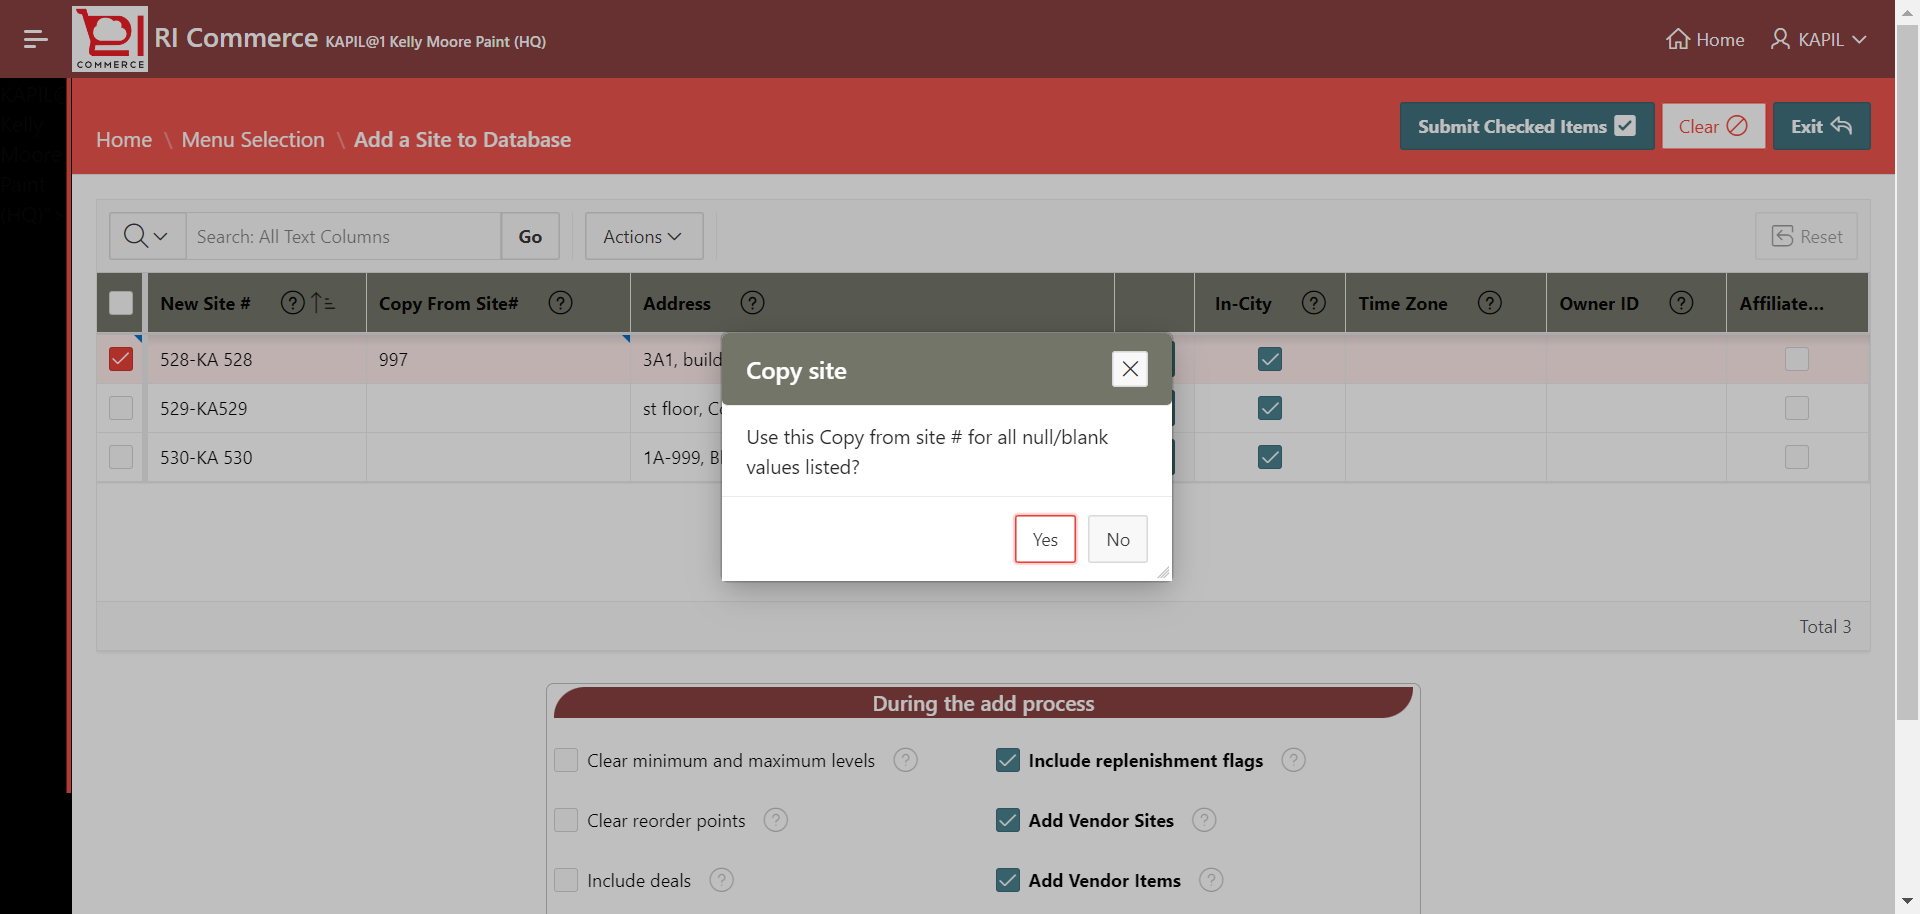 COMMERCE
RI Commerce KAPIL@1 Kelly Moore Paint (HQ)
Home
KAPIL
KAPIL@
Kelly
Moore
Paint
(HQ)
Home \ Menu Selection \ Add a Site to Database
Submit Checked Items
Clear
Exit
Search: All Text Columns
Go
Actions
Reset
New Site # ? Copy From Site# ? Address ? In-City ? Time Zone ? Owner ID ? Affiliate...
528-KA 528 997 3A1, build
529-KA529 st floor, C
530-KA 530 1A-999, B
Copy site
Use this Copy from site # for all null/blank
values listed?
Yes
No
Total 3
During the add process
Clear minimum and maximum levels ?
Include replenishment flags ?
Clear reorder points ?
Add Vendor Sites ?
Include deals ?
Add Vendor Items ?